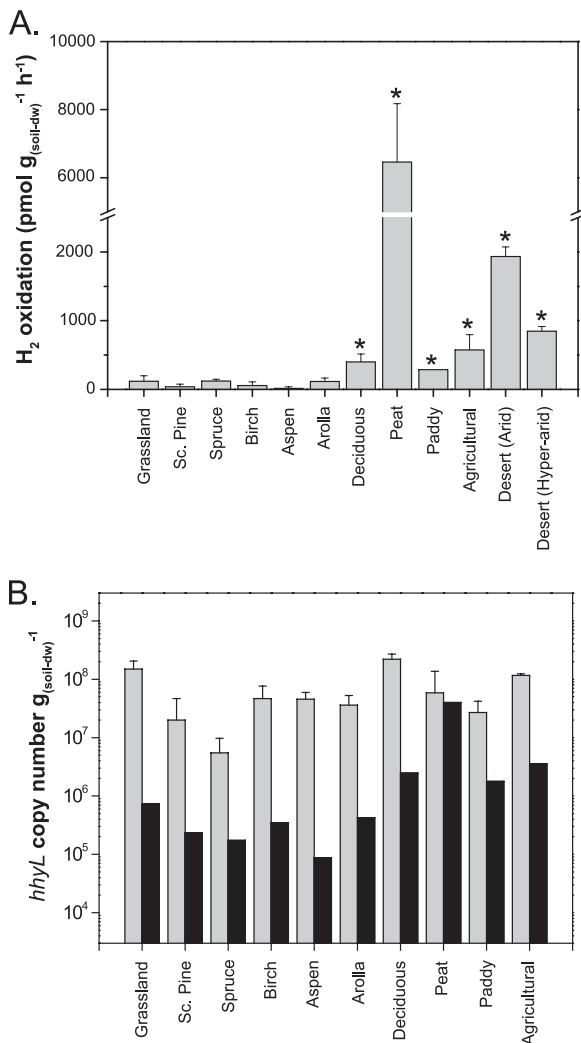 A.
H₂ oxidation (pmol g(soil-dw)⁻¹ h⁻¹)
10000
8000
6000
2000
1000
0
*
*
*
*
*
*
Grassland
Sc. Pine
Spruce
Birch
Aspen
Arolla
Deciduous
Peat
Paddy
Agricultural
Desert (Arid)
Desert (Hyper-arid)
B.
hhyL copy number g(soil-dw)⁻¹
10⁹
10⁸
10⁷
10⁶
10⁵
10⁴
Grassland
Sc. Pine
Spruce
Birch
Aspen
Arolla
Deciduous
Peat
Paddy
Agricultural